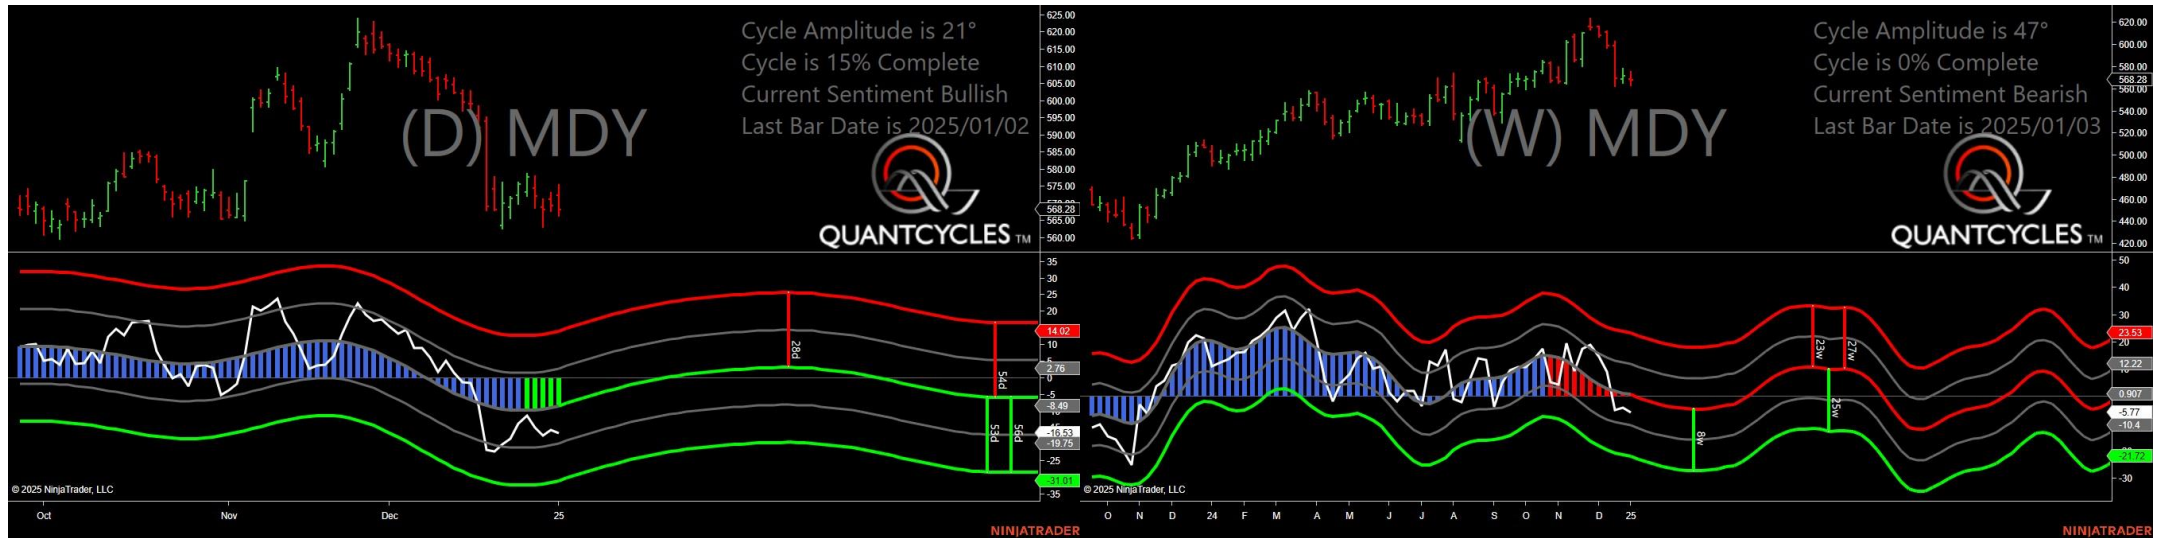 Cycle Amplitude is 21°
Cycle is 15% Complete
Current Sentiment Bullish
Last Bar Date is 2025/01/02
(D) MDY
QUANTCYCLES TM
625.00
620.00
615.00
610.00
605.00
600.00
595.00
590.00
585.00
580.00
575.00
568.28
565.00
560.00
35
30
25
20
14.02
10
5
2.76
0
-5
-8.49
-16.53
-19.75
-25
-31.01
-35
28d
54d
53d
56d
© 2025 NinjaTrader, LLC
Oct Nov Dec 25
NINJATRADER
Cycle Amplitude is 47°
Cycle is 0% Complete
Current Sentiment Bearish
Last Bar Date is 2025/01/03
(W) MDY
QUANTCYCLES TM
620.00
600.00
580.00
568.28
560.00
540.00
520.00
500.00
480.00
460.00
440.00
420.00
50
40
30
23.53
20
12.22
0.907
-5.77
-10.4
-21.72
-30
23w
27w
25w
8w
© 2025 NinjaTrader, LLC
O N D 24 F M A M J J A S O N D 25
NINJATRADER